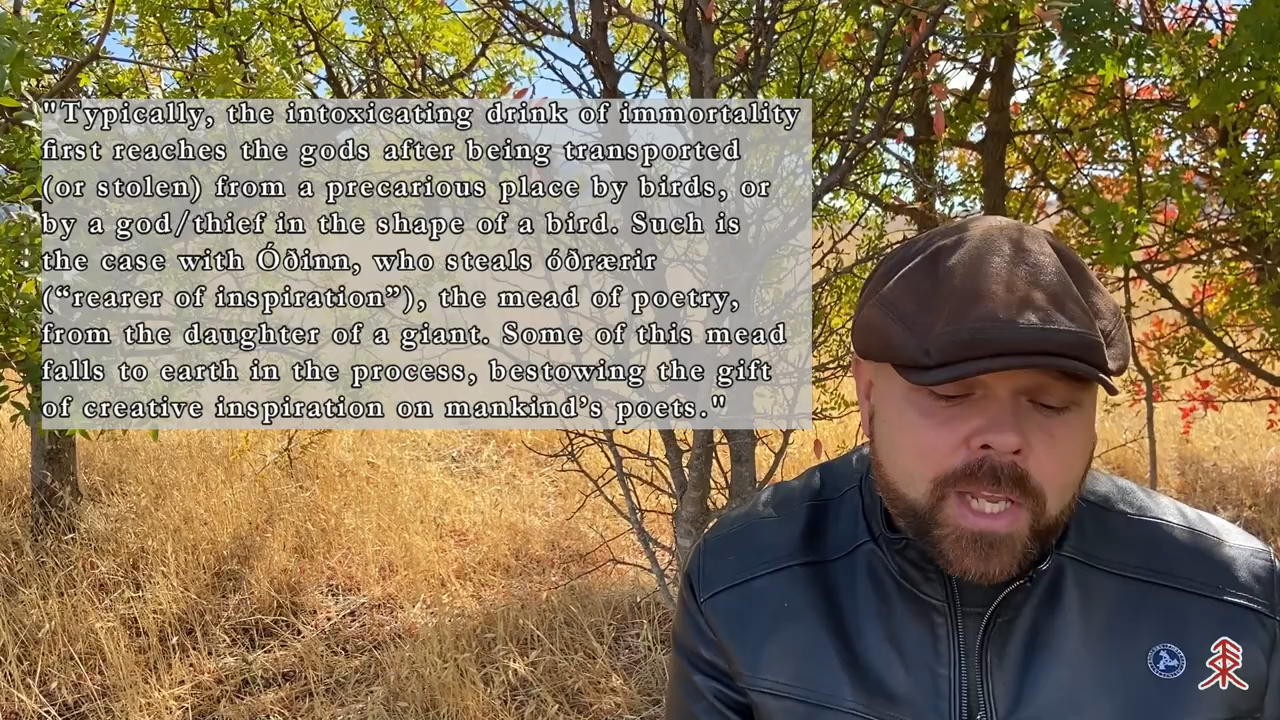 "Typically, the intoxicating drink of immortality
first reaches the gods after being transported
(or stolen) from a precarious place by birds, or
by a god/thief in the shape of a bird. Such is
the case with Óðinn, who steals óðrærir
(“rearer of inspiration”), the mead of poetry,
from the daughter of a giant. Some of this mead
falls to earth in the process, bestowing the gift
of creative inspiration on mankind’s poets."